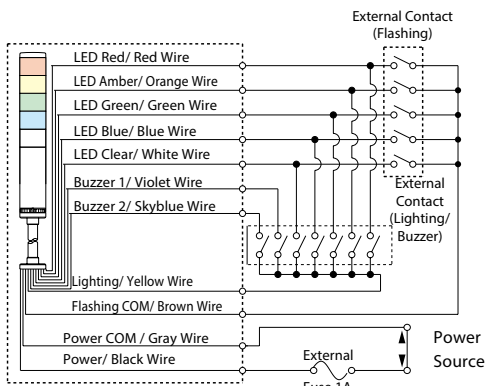 External Contact
(Flashing)
LED Red/ Red Wire
LED Amber/ Orange Wire
LED Green/ Green Wire
LED Blue/ Blue Wire
LED Clear/ White Wire
Buzzer 1/ Violet Wire
Buzzer 2/ Skyblue Wire
External
Contact
(Lighting/
Buzzer)
Lighting/ Yellow Wire
Flashing COM/ Brown Wire
Power COM / Gray Wire
Power/ Black Wire
External
Fuse 1A
Power
Source